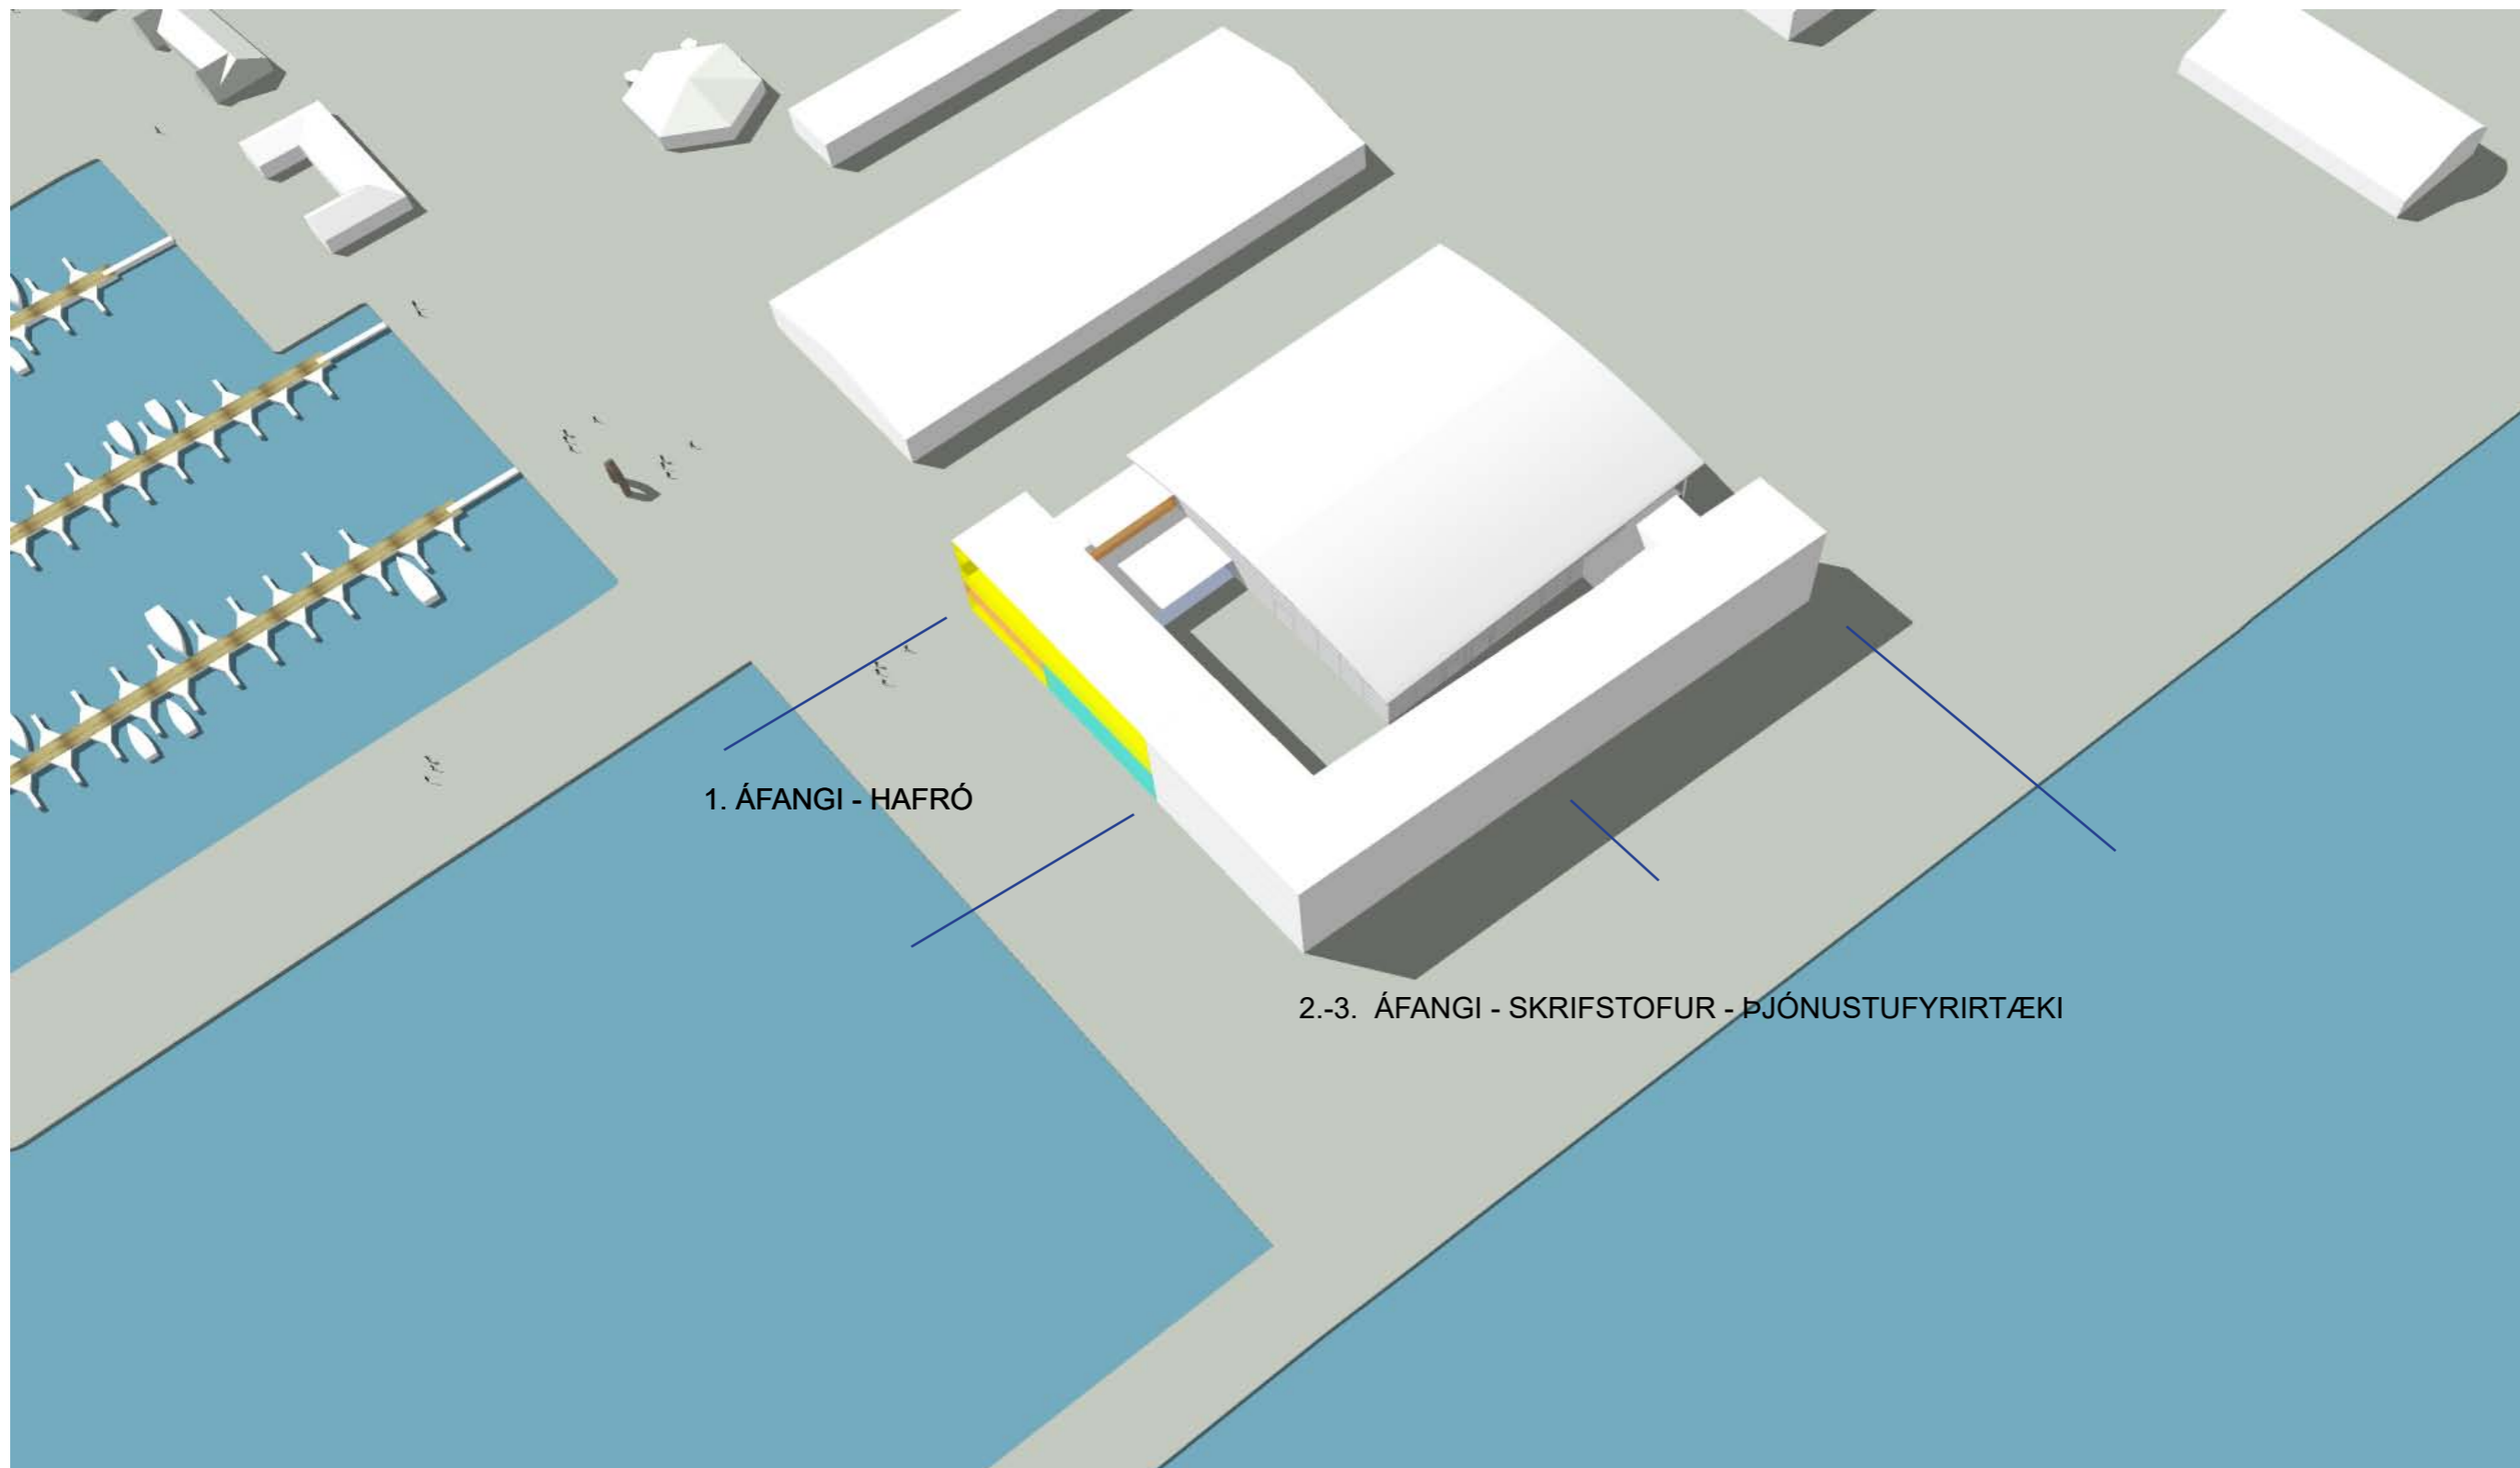 1. ÁFANGI - HAFRÓ
2.-3. ÁFANGI - SKRIFSTOFUR - ÞJÓNUSTUFYRIRTÆKI